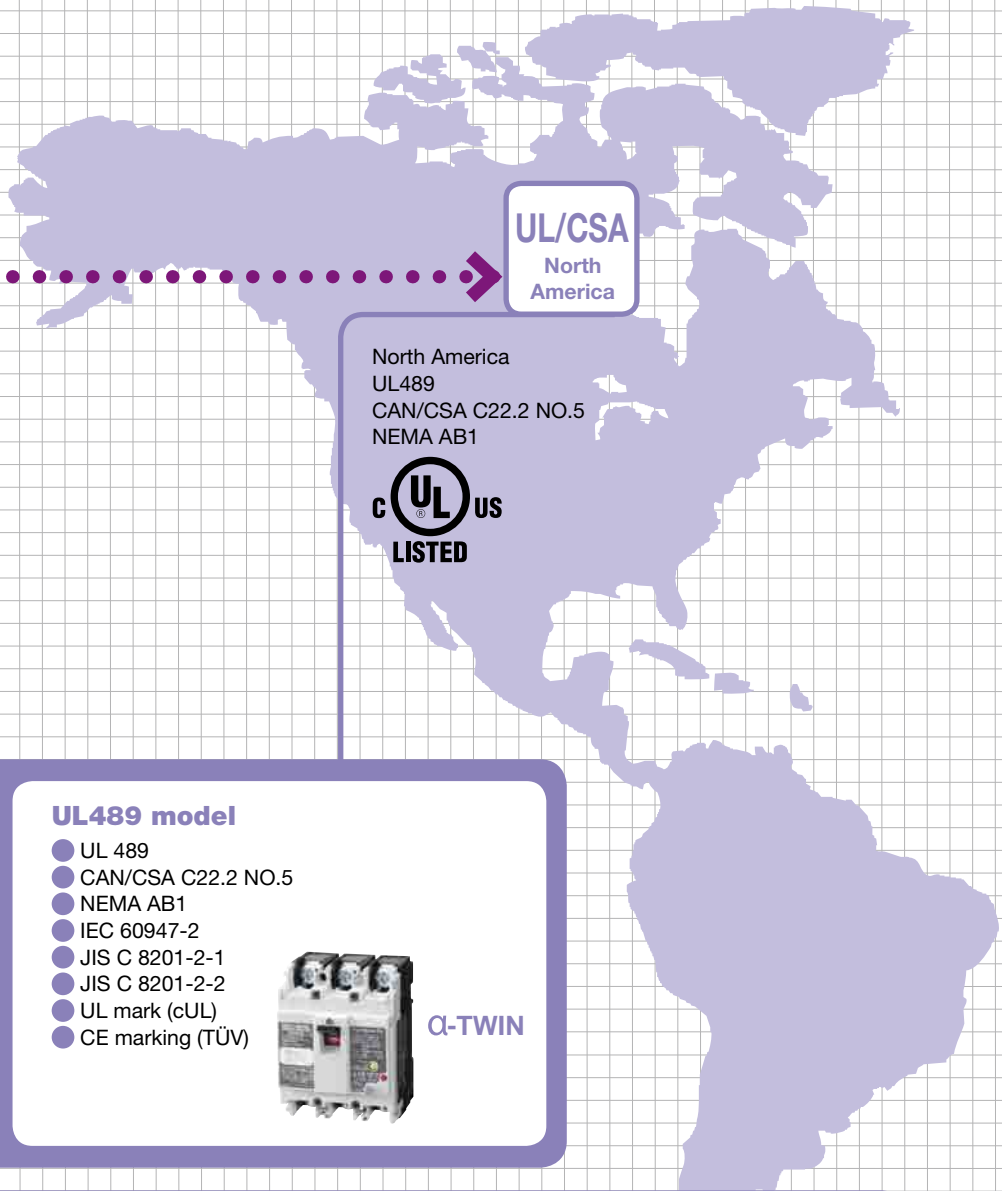 UL/CSA
North
America
North America
UL489
CAN/CSA C22.2 NO.5
NEMA AB1
C UL® US
LISTED
UL489 model
UL 489
CAN/CSA C22.2 NO.5
NEMA AB1
IEC 60947-2
JIS C 8201-2-1
JIS C 8201-2-2
UL mark (cUL)
CE marking (TÜV)
α-TWIN